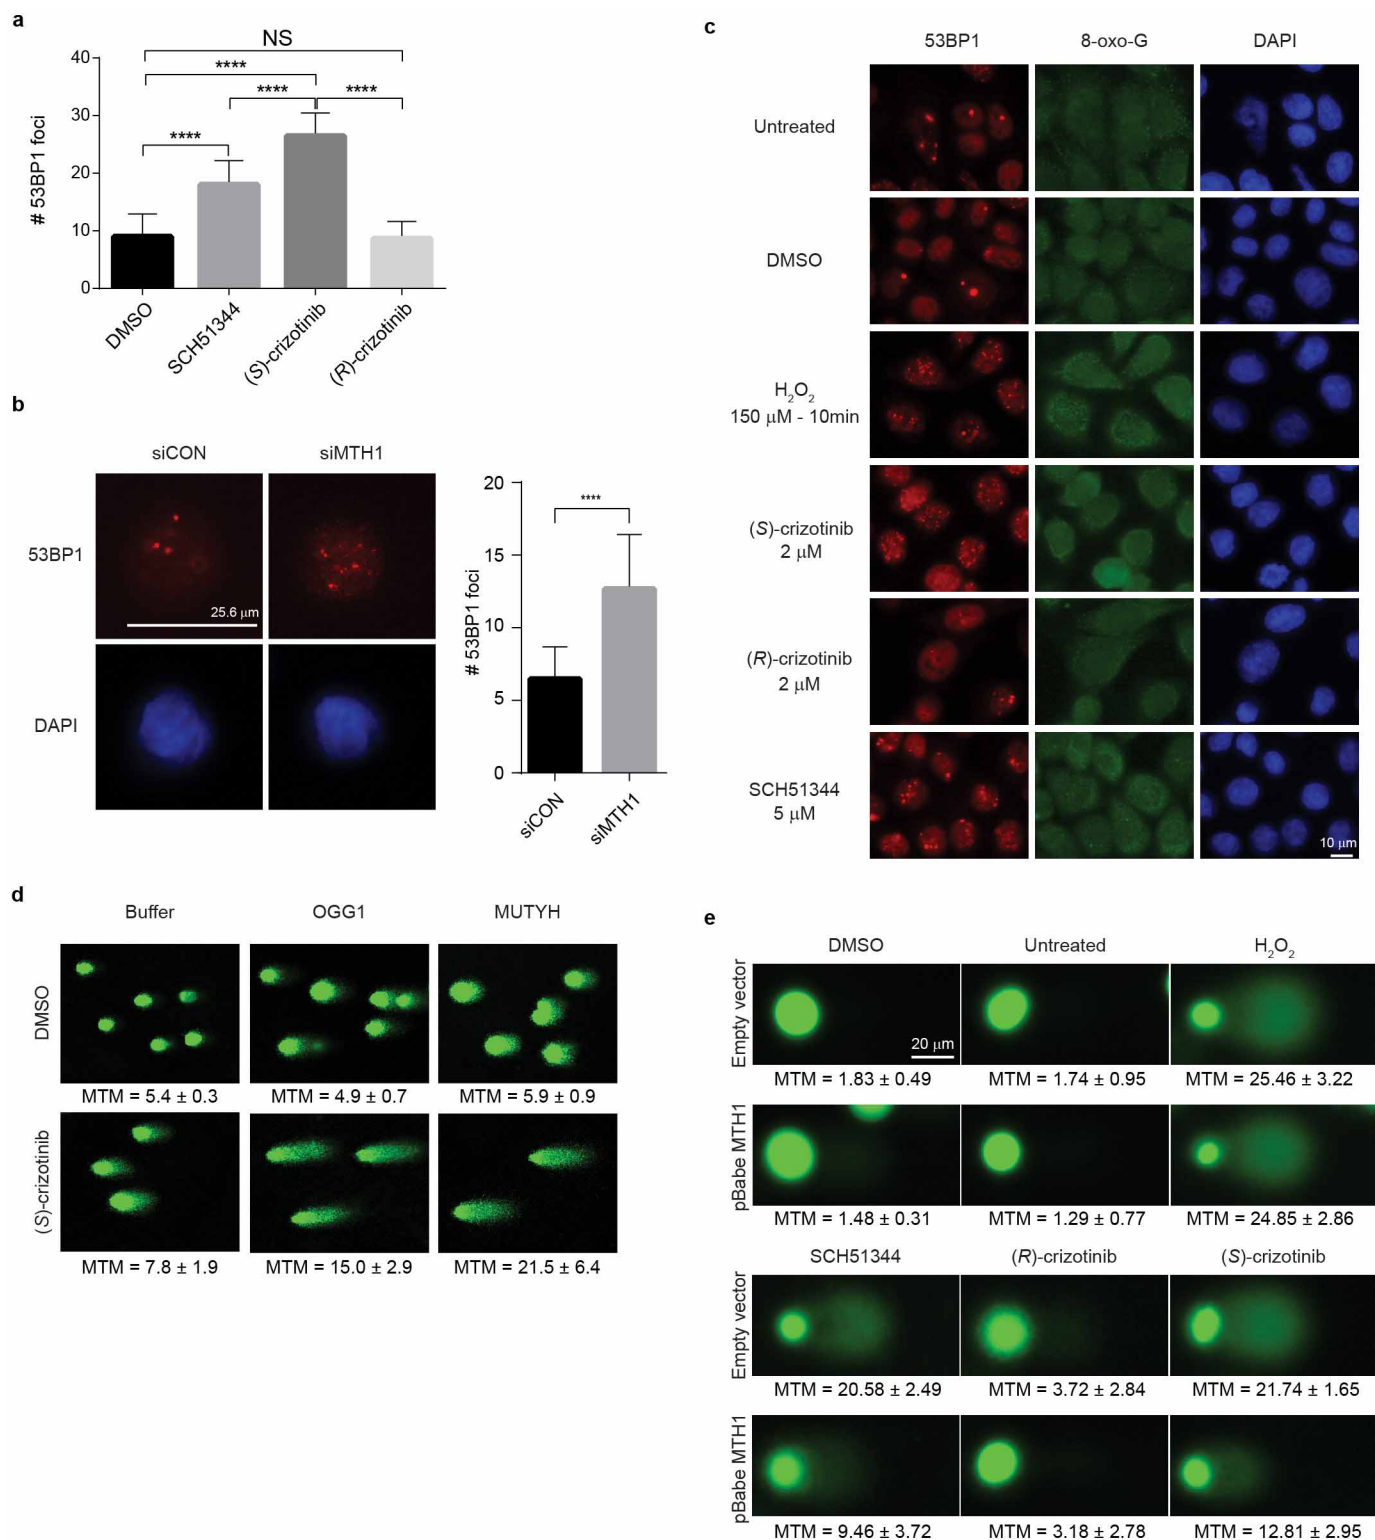 a
NS
****
****
****
****
# 53BP1 foci
40
30
20
10
0
DMSO
SCH51344
(S)-crizotinib
(R)-crizotinib
b
siCON
siMTH1
53BP1
25.6 μm
DAPI
# 53BP1 foci
20
15
10
5
0
****
siCON
siMTH1
c
53BP1
8-oxo-G
DAPI
Untreated
DMSO
H2O2
150 μM - 10min
(S)-crizotinib
2 μM
(R)-crizotinib
2 μM
SCH51344
5 μM
10 μm
d
Buffer
OGG1
MUTYH
DMSO
MTM = 5.4 ± 0.3
MTM = 4.9 ± 0.7
MTM = 5.9 ± 0.9
(S)-crizotinib
MTM = 7.8 ± 1.9
MTM = 15.0 ± 2.9
MTM = 21.5 ± 6.4
e
DMSO
Untreated
H2O2
Empty vector
20 μm
MTM = 1.83 ± 0.49
MTM = 1.74 ± 0.95
MTM = 25.46 ± 3.22
pBabe MTH1
MTM = 1.48 ± 0.31
MTM = 1.29 ± 0.77
MTM = 24.85 ± 2.86
SCH51344
(R)-crizotinib
(S)-crizotinib
Empty vector
MTM = 20.58 ± 2.49
MTM = 3.72 ± 2.84
MTM = 21.74 ± 1.65
pBabe MTH1
MTM = 9.46 ± 3.72
MTM = 3.18 ± 2.78
MTM = 12.81 ± 2.95